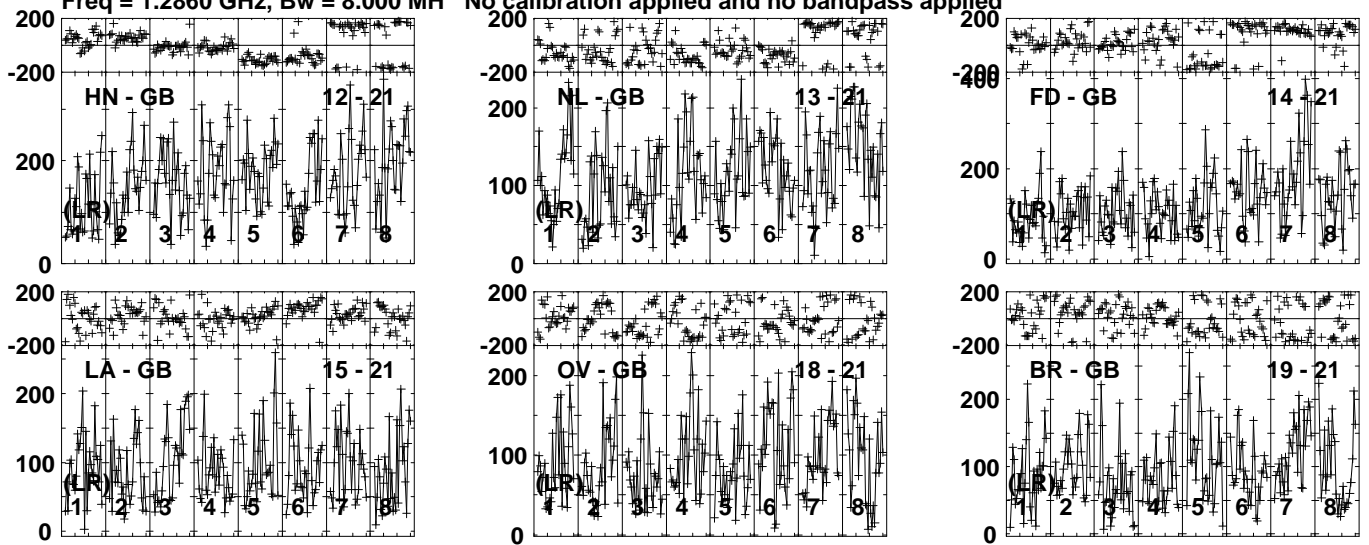 Freq = 1.2860 GHz, Bw = 8.000 MH No calibration applied and no bandpass applied
200 200 200
-200 -200 -200
400
HN - GB 12 - 21 NL - GB 13 - 21 FD - GB 14 - 21
200 200 200
100
(LR) (LR) (LR)
1 2 3 4 5 6 7 8 1 2 3 4 5 6 7 8 1 2 3 4 5 6 7 8
0 0 0
200 200 200
-200 -200 -200
LA - GB 15 - 21 OV - GB 18 - 21 BR - GB 19 - 21
200 200 200
100 100 100
(LR) (LR) (LR)
1 2 3 4 5 6 7 8 1 2 3 4 5 6 7 8 1 2 3 4 5 6 7 8
0 0 0